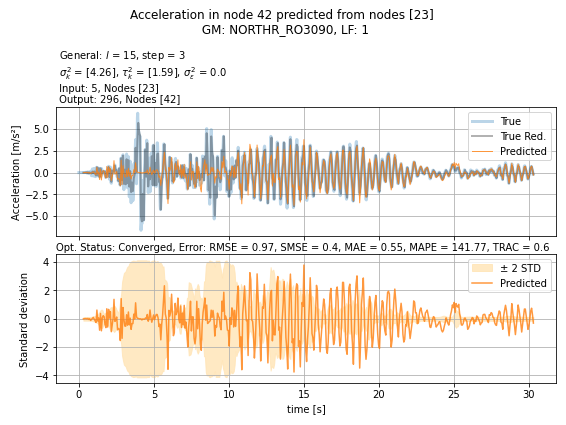 Acceleration in node 42 predicted from nodes [23]
GM: NORTHR_RO3090, LF: 1
General: l = 15, step = 3
σ²ₖ = [4.26], τ²ₖ = [1.59], σ²ε = 0.0
Input: 5, Nodes [23]
Output: 296, Nodes [42]
Acceleration [m/s²]
5.0
2.5
0.0
−2.5
−5.0
True
True Red.
Predicted
Opt. Status: Converged, Error: RMSE = 0.97, SMSE = 0.4, MAE = 0.55, MAPE = 141.77, TRAC = 0.6
Standard deviation
4
2
0
−2
−4
± 2 STD
Predicted
0 5 10 15 20 25 30
time [s]